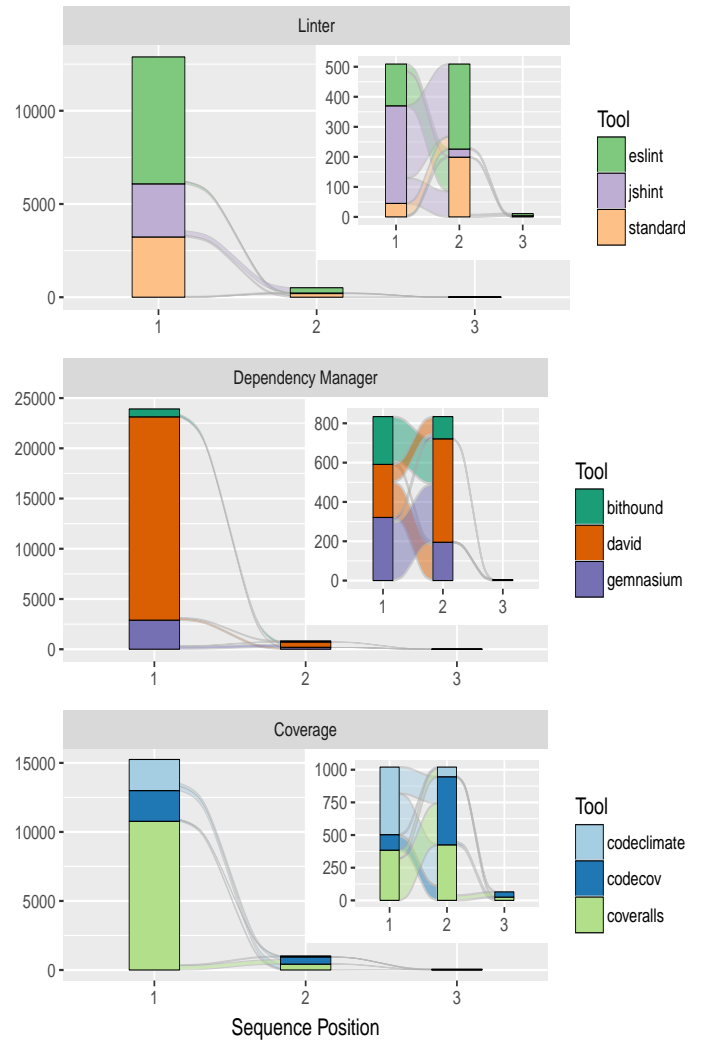 Linter
10000
5000
0
1 2 3
500
400
300
200
100
0
1 2 3
Tool
eslint
jshint
standard
Dependency Manager
25000
20000
15000
10000
5000
0
1 2 3
800
600
400
200
0
1 2 3
Tool
bithound
david
gemnasium
Coverage
15000
10000
5000
0
1 2 3
1000
750
500
250
0
1 2 3
Tool
codeclimate
codecov
coveralls
Sequence Position